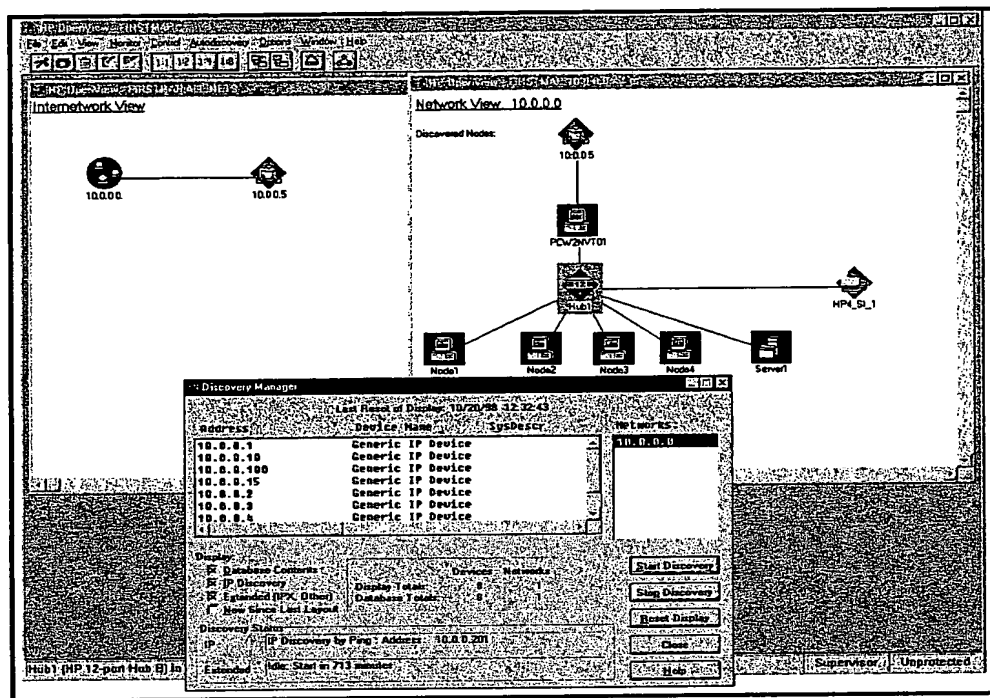 File Edit View Monitor Control Autodiscovery Options Window Help
Internetwork View
10.0.0.0.
10.0.0.5
Network View 10.0.0.0
Discovered Nodes:
10.0.0.5
PCW2NVT01
Hub1
HP4_SI_1
Node1
Node2
Node3
Node4
Server1
Discovery Manager
Last Reset of Display: 10/20/98 12:32:43
Address
Device Name
SysDescr
Networks
10.0.0.1 Generic IP Device
10.0.0.10 Generic IP Device
10.0.0.100 Generic IP Device
10.0.0.15 Generic IP Device
10.0.0.2 Generic IP Device
10.0.0.3 Generic IP Device
10.0.0.4 Generic IP Device
10.0.0.0
Display
Database Contents
IP Discovery
Extended (IPX, Other)
New Since Last Layout
Devices Networks
Display Totals: 8 1
Database Totals: 8 1
Start Discovery
Stop Discovery
Reset Display
Close
Help
Discovery Status
IP
IP Discovery by Ping: Address: 10.0.0.201
Extended
Idle: Start in 713 minutes
Hub1 (HP 12-port Hub B) in
Supervisor
Unprotected